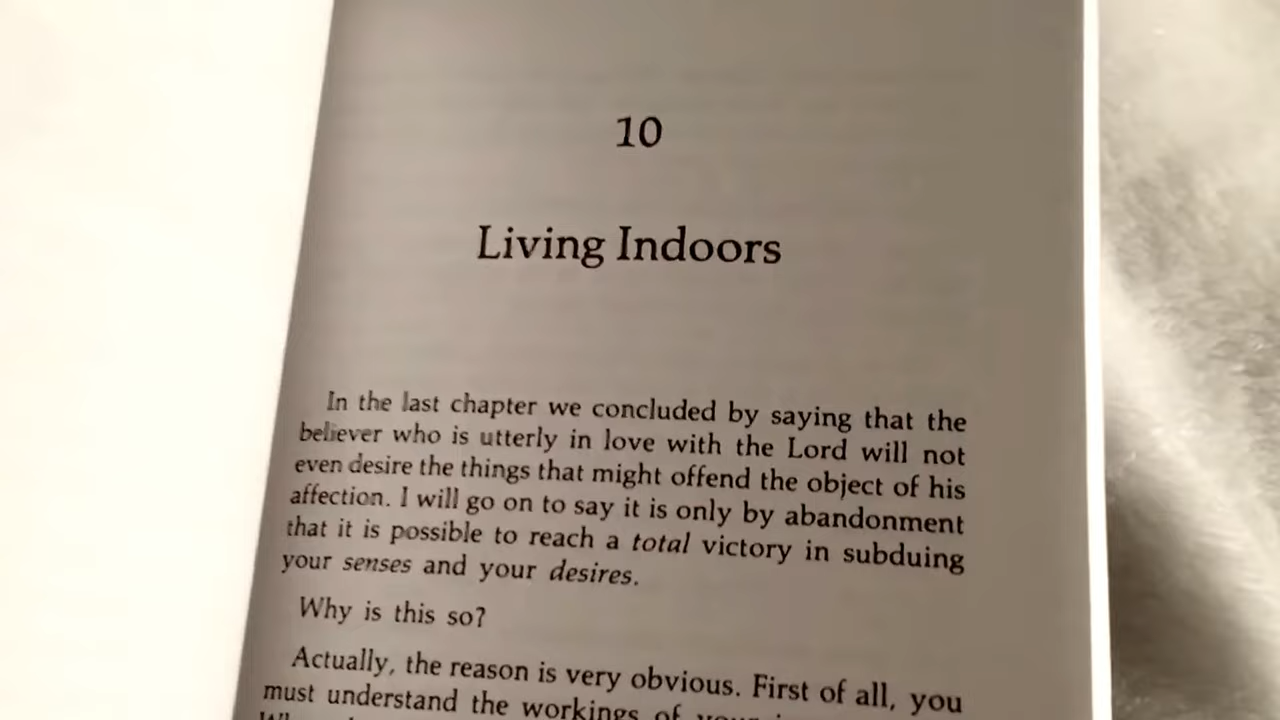 10
Living Indoors
In the last chapter we concluded by saying that the
believer who is utterly in love with the Lord will not
even desire the things that might offend the object of his
affection. I will go on to say it is only by abandonment
that it is possible to reach a total victory in subduing
your senses and your desires.
Why is this so?
Actually, the reason is very obvious. First of all, you
must understand the workings of